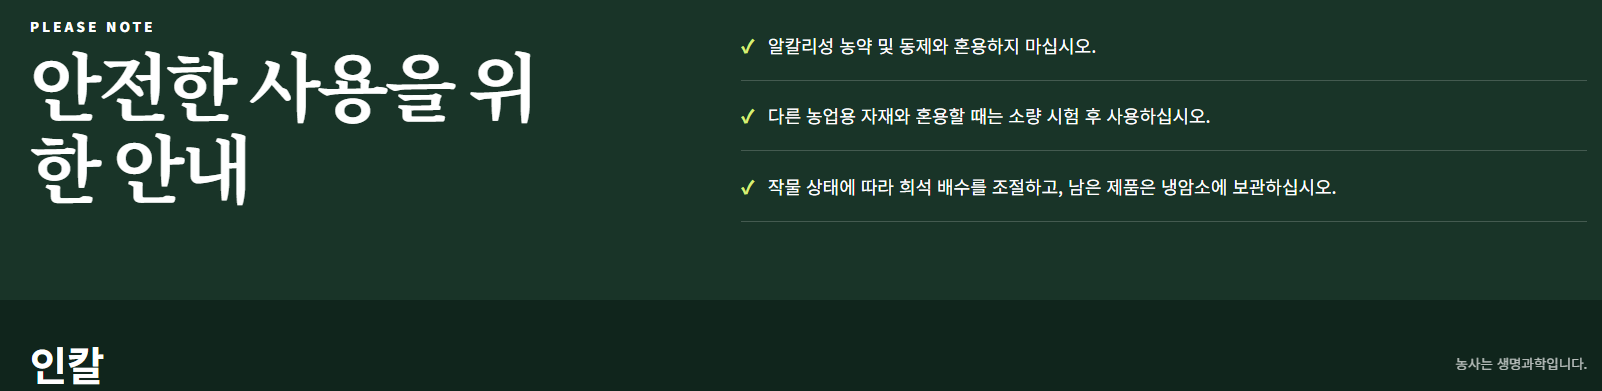 PLEASE NOTE
안전한 사용을 위
한 안내
✓ 알칼리성 농약 및 동제와 혼용하지 마십시오.
✓ 다른 농업용 자재와 혼용할 때는 소량 시험 후 사용하십시오.
✓ 작물 상태에 따라 희석 배수를 조절하고, 남은 제품은 냉암소에 보관하십시오.
인칼
농사는 생명과학입니다.